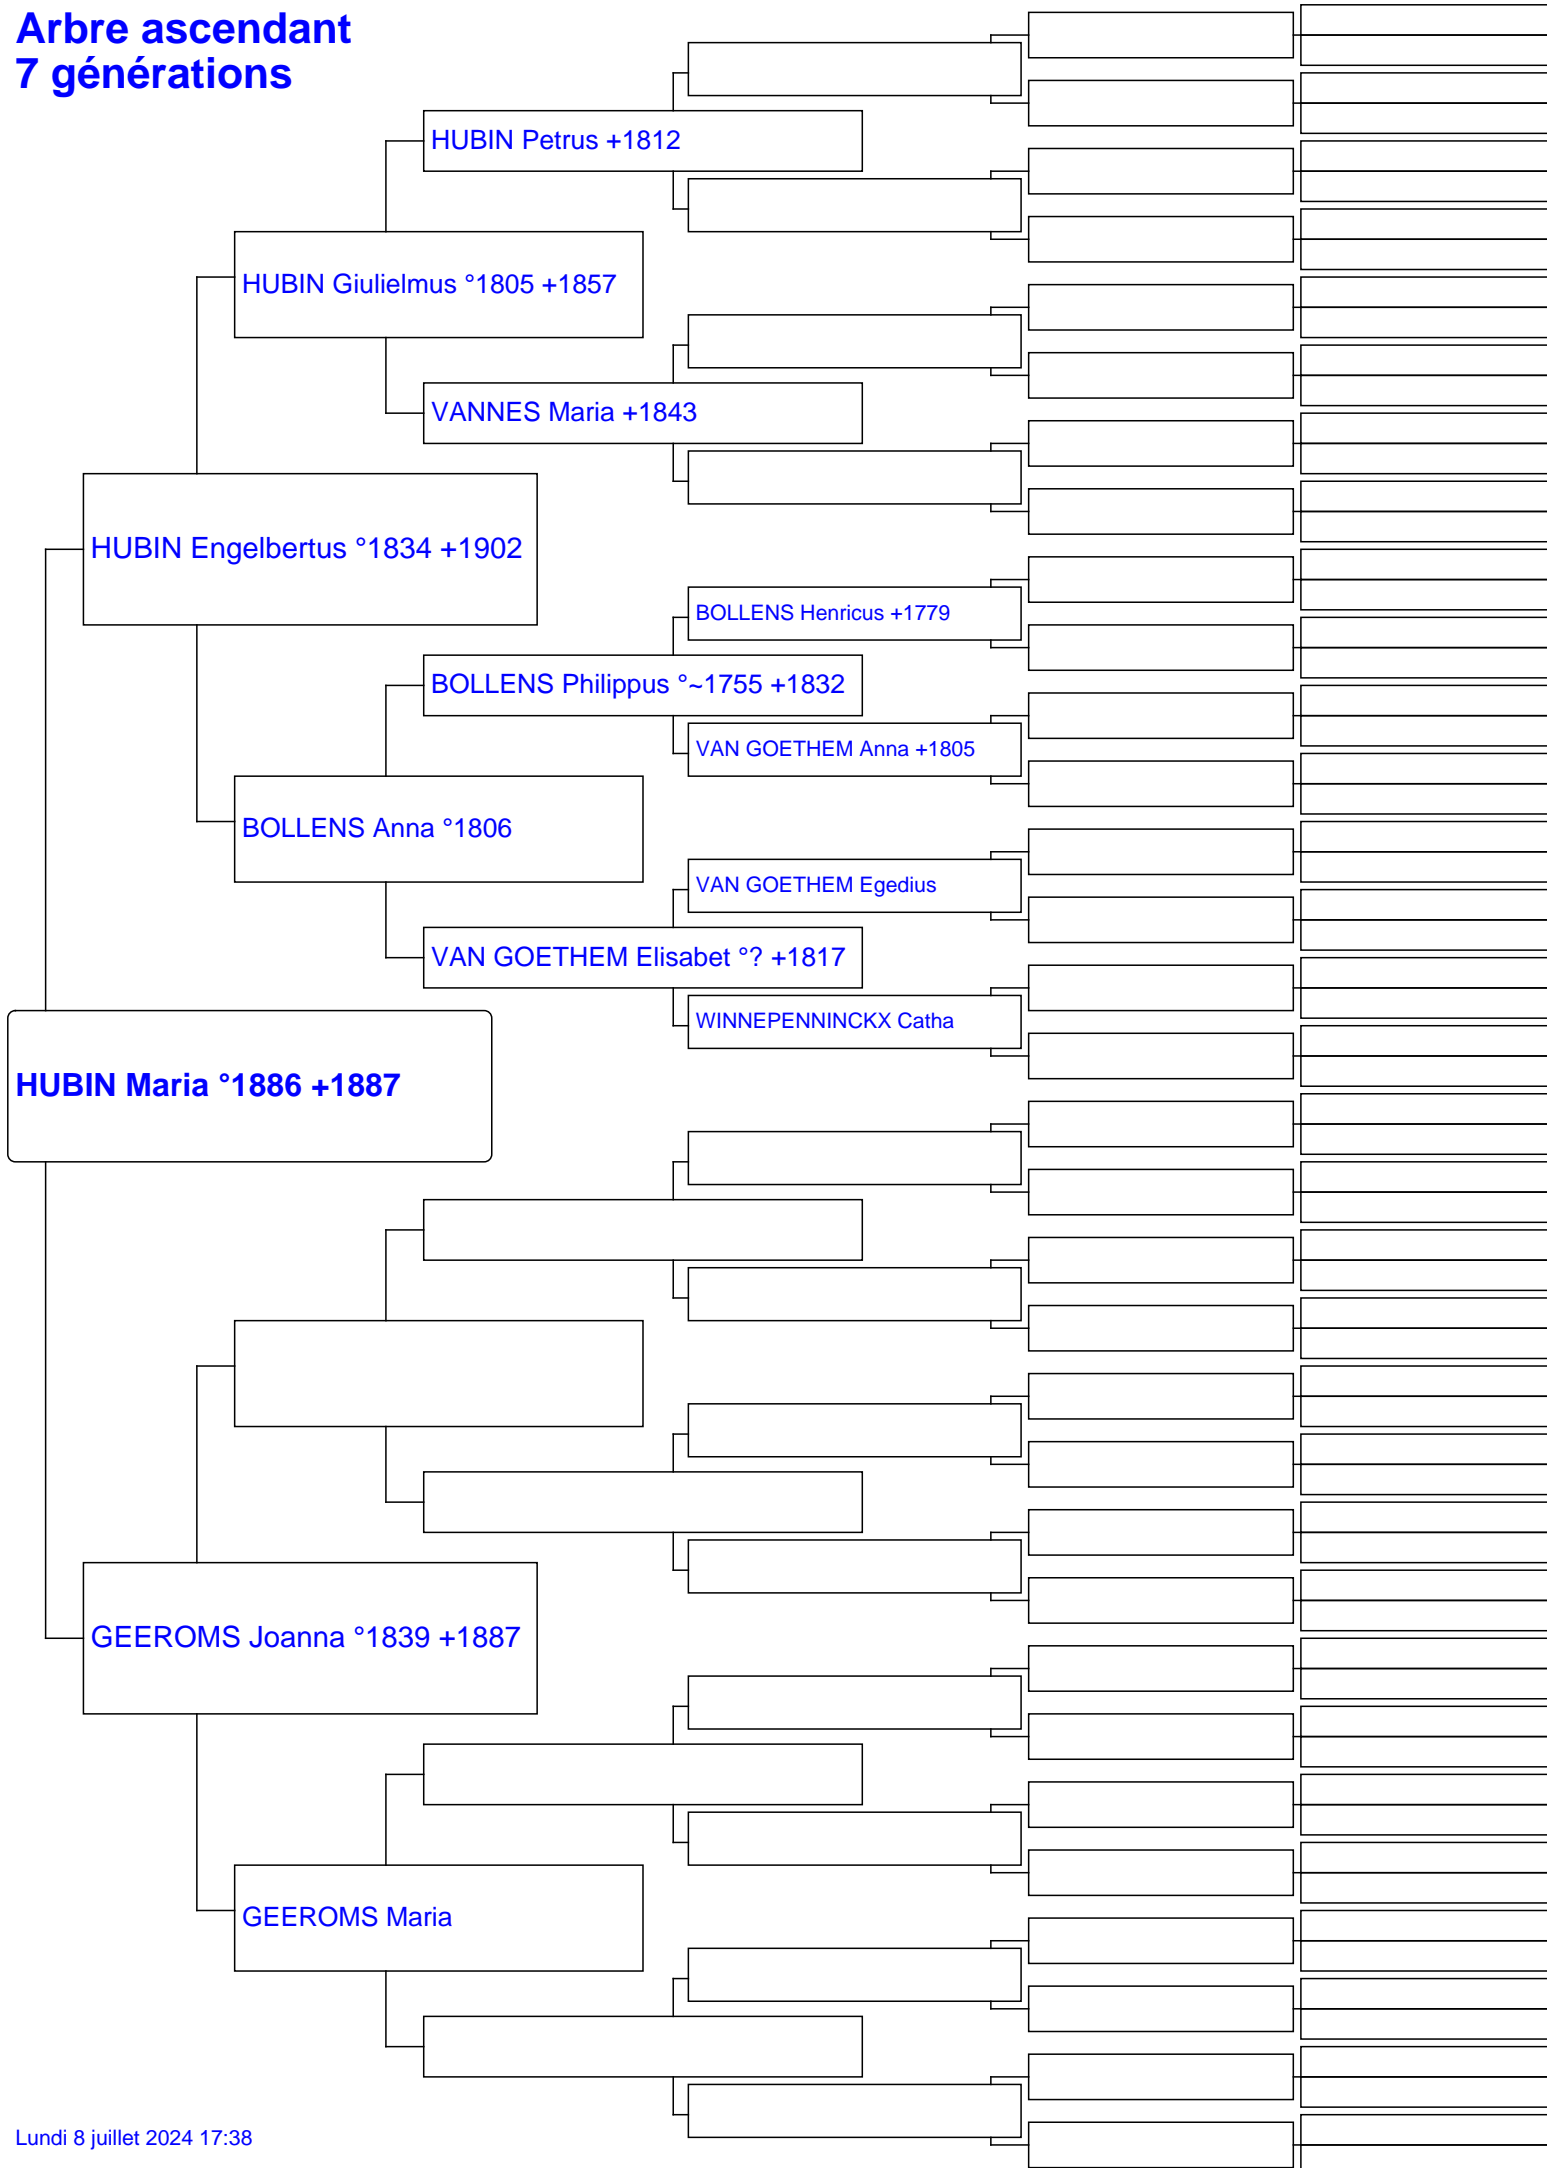 Arbre ascendant
7 générations
HUBIN Petrus +1812
HUBIN Giulielmus °1805 +1857
VANNES Maria +1843
HUBIN Engelbertus °1834 +1902
BOLLENS Henricus +1779
BOLLENS Philippus °~1755 +1832
VAN GOETHEM Anna +1805
BOLLENS Anna °1806
VAN GOETHEM Egedius
VAN GOETHEM Elisabet °? +1817
WINNEPENNINCKX Catha
HUBIN Maria °1886 +1887
GEEROMS Joanna °1839 +1887
GEEROMS Maria
Lundi 8 juillet 2024 17:38